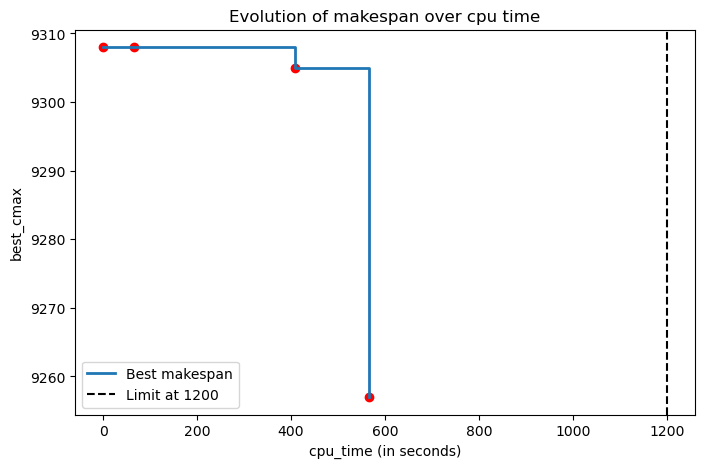 Evolution of makespan over cpu time
9310
9300
9290
9280
9270
9260
best_cmax
Best makespan
Limit at 1200
0
200
400
600
800
1000
1200
cpu_time (in seconds)